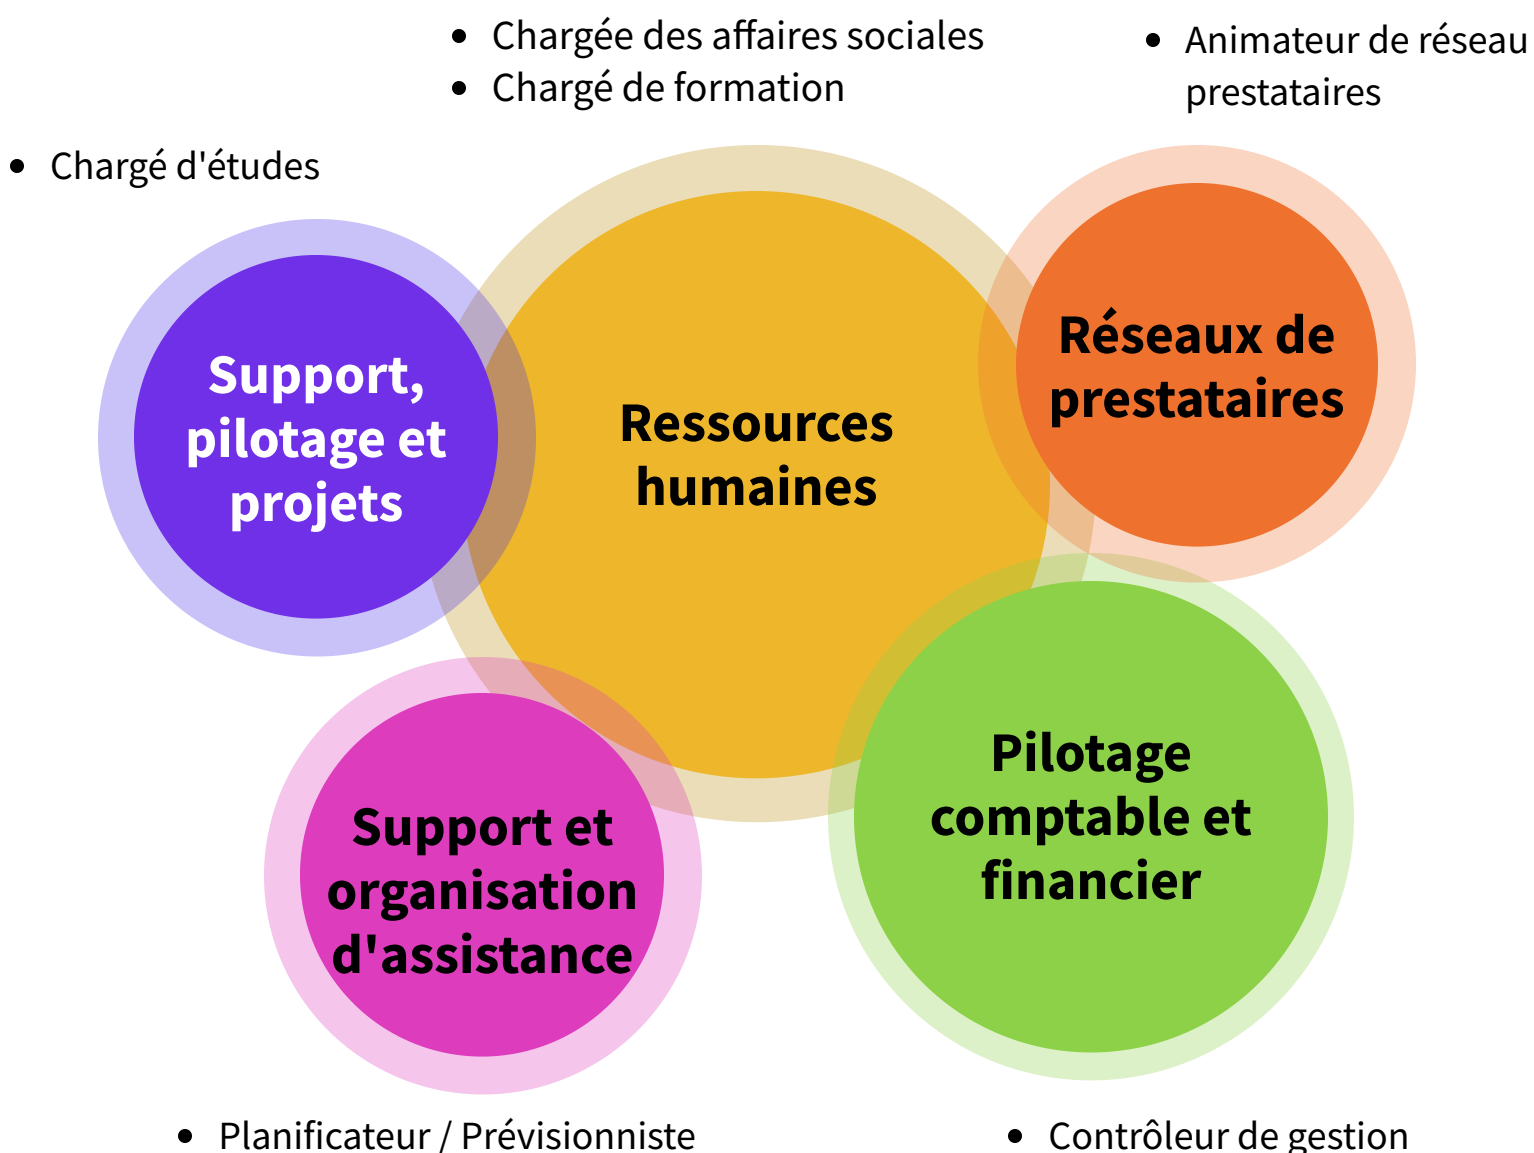 • Chargée des affaires sociales
• Chargé de formation
• Animateur de réseau
prestataires
• Chargé d'études
Support,
pilotage et
projets
Ressources
humaines
Réseaux de
prestataires
Support et
organisation
d'assistance
Pilotage
comptable et
financier
• Planificateur / Prévisionniste
• Contrôleur de gestion